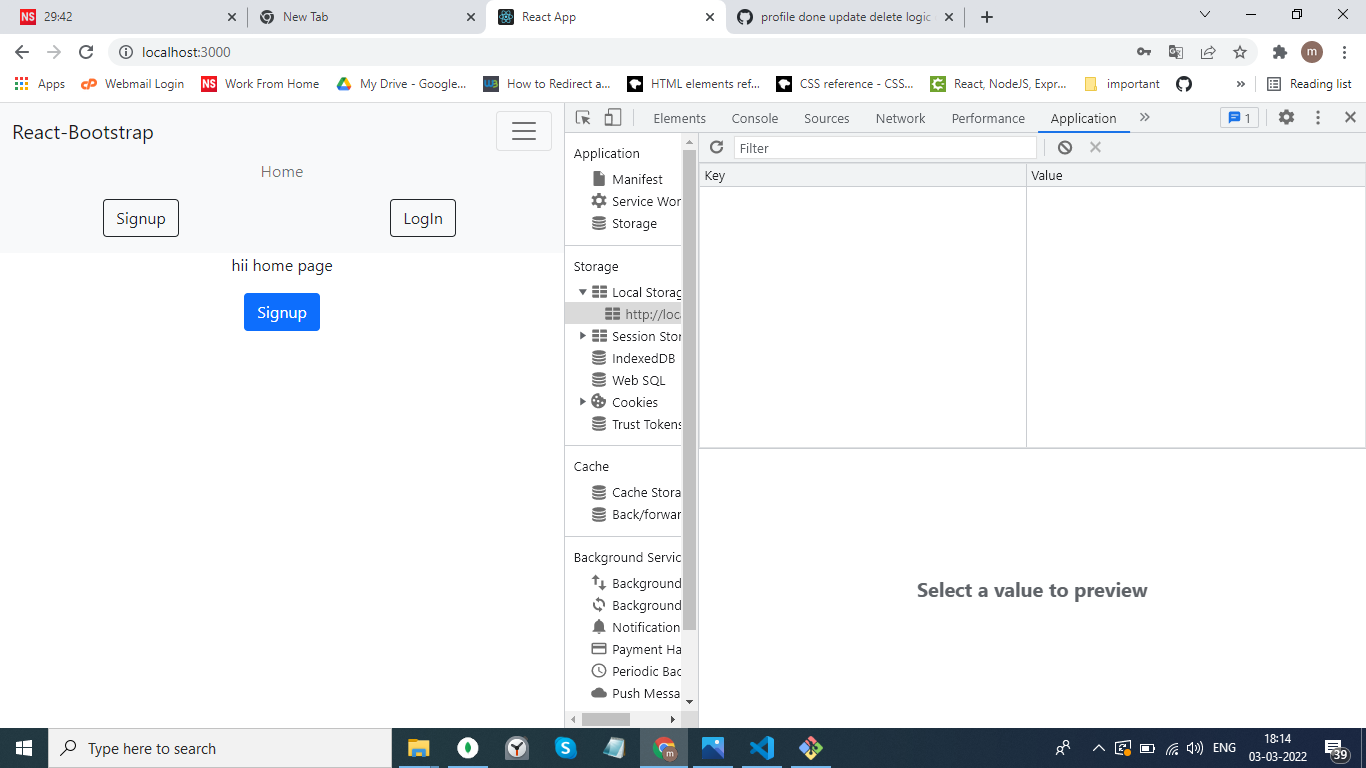 NS 29:42
New Tab
React App
profile done update delete logic
localhost:3000
m
Apps
Webmail Login
NS Work From Home
My Drive - Google...
How to Redirect a...
HTML elements ref...
CSS reference - CSS...
React, NodeJS, Expr...
important
»
Reading list
React-Bootstrap
Home
Signup
LogIn
hii home page
Signup
Elements
Console
Sources
Network
Performance
Application
»
1
Application
Manifest
Service Wor
Storage
Storage
Local Storag
http://loc
Session Stor
IndexedDB
Web SQL
Cookies
Trust Tokens
Cache
Cache Stora
Back/forwar
Background Servic
Background
Background
Notification
Payment Ha
Periodic Bac
Push Messa
Filter
Key
Value
Select a value to preview
Type here to search
m
ENG
18:14
03-03-2022
39